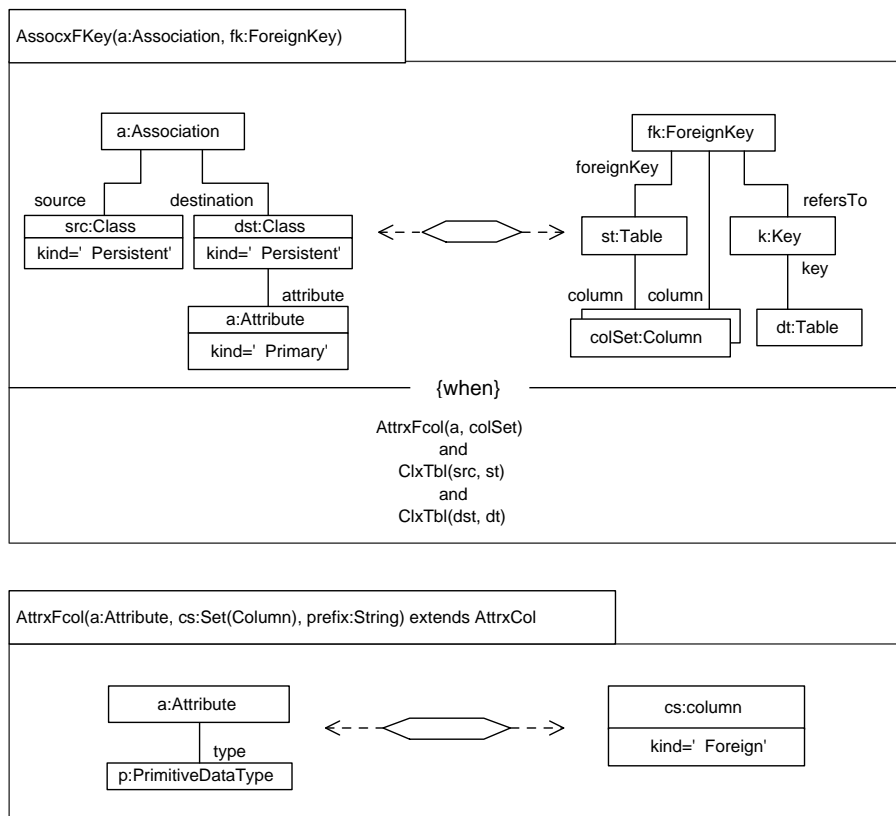 AssocxFKey(a:Association, fk:ForeignKey)
a:Association
fk:ForeignKey
foreignKey
source
destination
refersTo
src:Class
dst:Class
kind=' Persistent'
kind=' Persistent'
st:Table
k:Key
key
attribute
column
column
a:Attribute
kind=' Primary'
colSet:Column
dt:Table
{when}
AttrxFcol(a, colSet)
and
ClxTbl(src, st)
and
ClxTbl(dst, dt)
AttrxFcol(a:Attribute, cs:Set(Column), prefix:String) extends AttrxCol
a:Attribute
cs:column
kind=' Foreign'
type
p:PrimitiveDataType